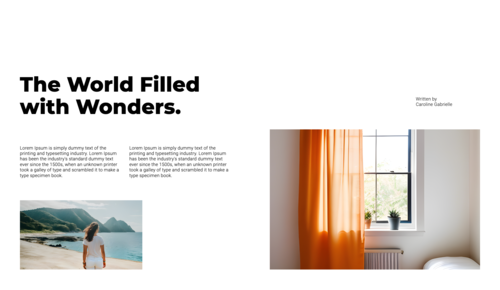 The World Filled
with Wonders.
Written by
Caroline Gabrielle
Lorem Ipsum is simply dummy text of the
printing and typesetting industry. Lorem Ipsum
has been the industry's standard dummy text
ever since the 1500s, when an unknown printer
took a galley of type and scrambled it to make a
type specimen book.
Lorem Ipsum is simply dummy text of the
printing and typesetting industry. Lorem Ipsum
has been the industry's standard dummy text
ever since the 1500s, when an unknown printer
took a galley of type and scrambled it to make a
type specimen book.